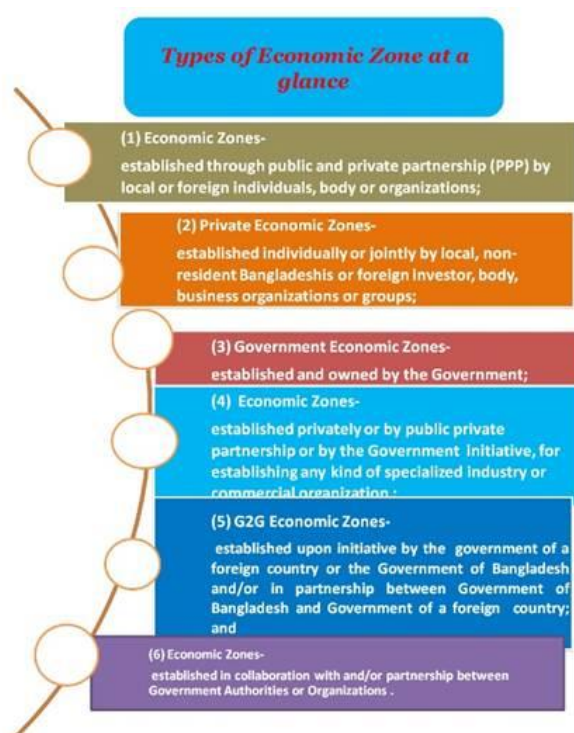 Types of Economic Zone at a
glance
(1) Economic Zones-
established through public and private partnership (PPP) by
local or foreign individuals, body or organizations;
(2) Private Economic Zones-
established individually or jointly by local, non-
resident Bangladeshis or foreign investor, body,
business organizations or groups;
(3) Government Economic Zones-
established and owned by the Government;
(4) Economic Zones-
established privately or by public private
partnership or by the Government initiative, for
establishing any kind of specialized industry or
commercial organization ;
(5) G2G Economic Zones-
established upon initiative by the government of a
foreign country or the Government of Bangladesh
and/or in partnership between Government of
Bangladesh and Government of a foreign country;
and
(6) Economic Zones-
established in collaboration with and/or partnership between
Government Authorities or Organizations .